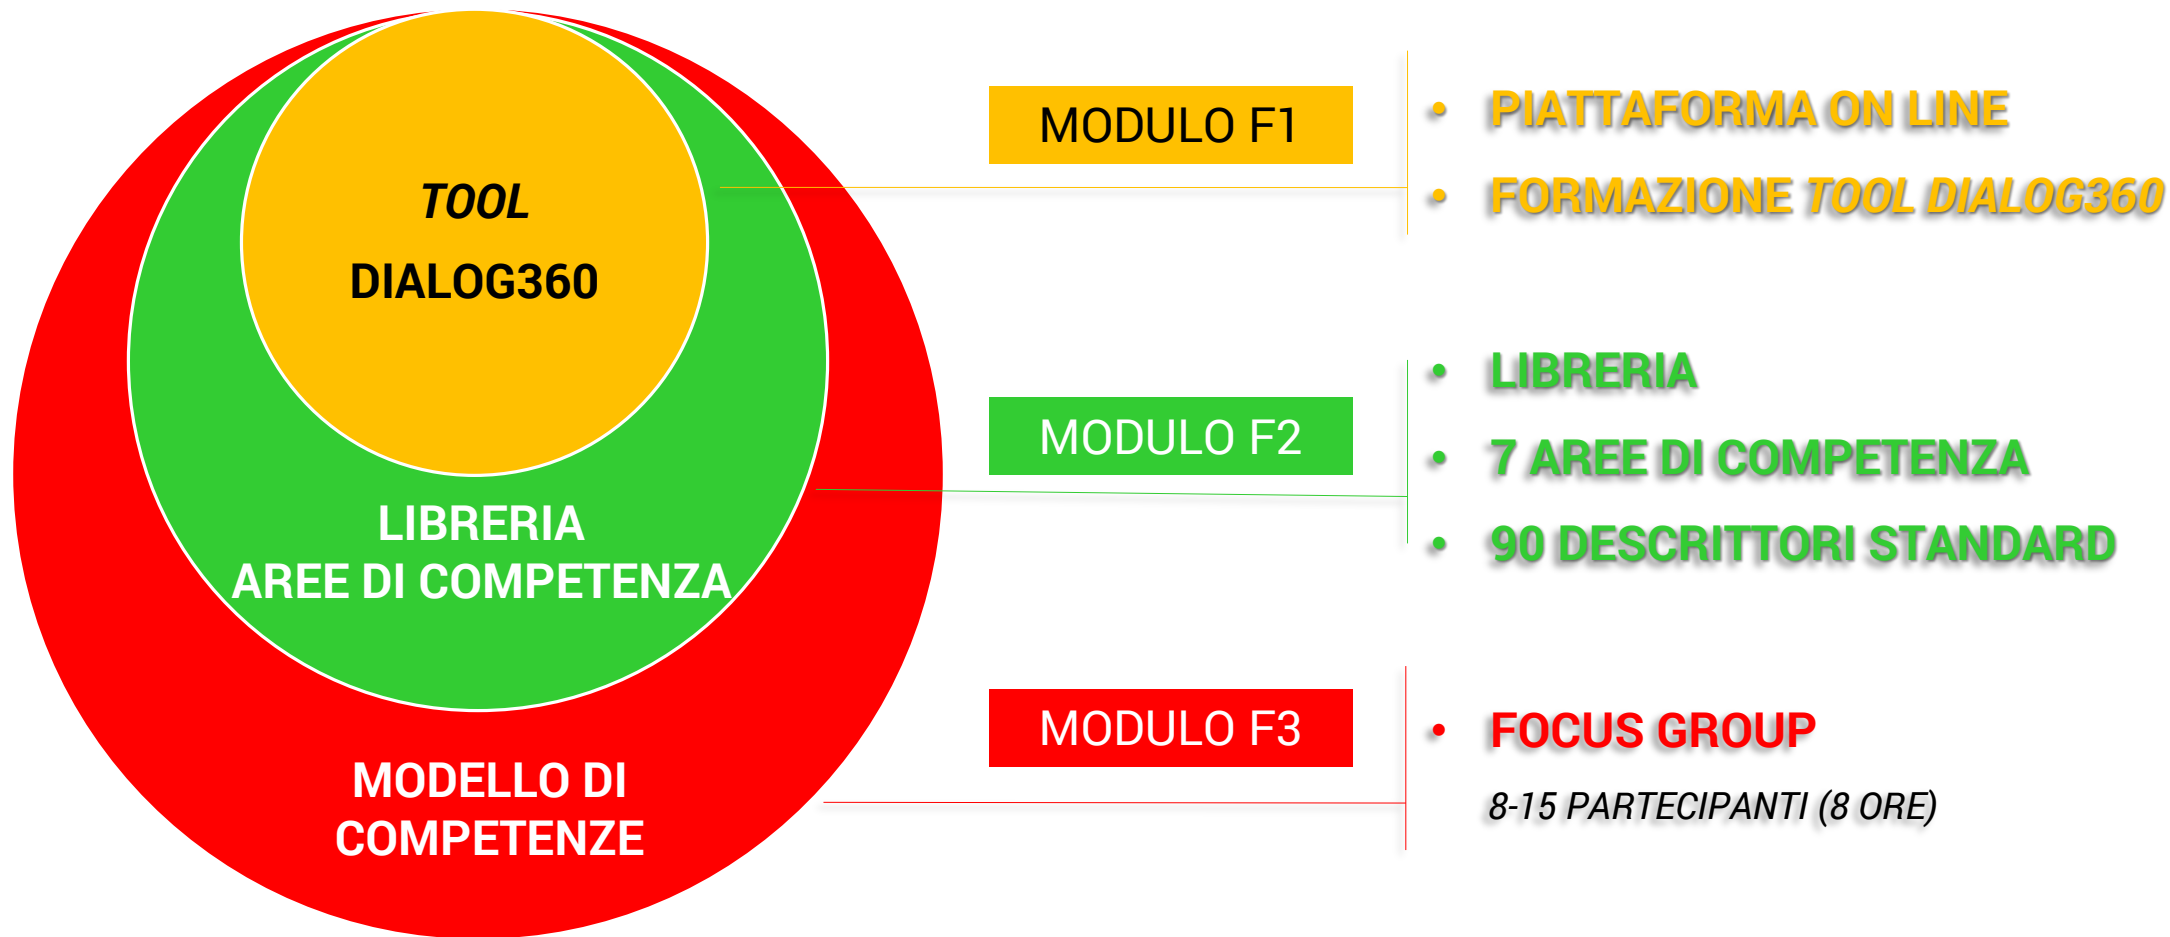 TOOL
DIALOG360
LIBRERIA
AREE DI COMPETENZA
MODELLO DI
COMPETENZE
MODULO F1
• PIATTAFORMA ON LINE
• FORMAZIONE TOOL DIALOG360
MODULO F2
• LIBRERIA
• 7 AREE DI COMPETENZA
• 90 DESCRITTORI STANDARD
MODULO F3
• FOCUS GROUP
8-15 PARTECIPANTI (8 ORE)